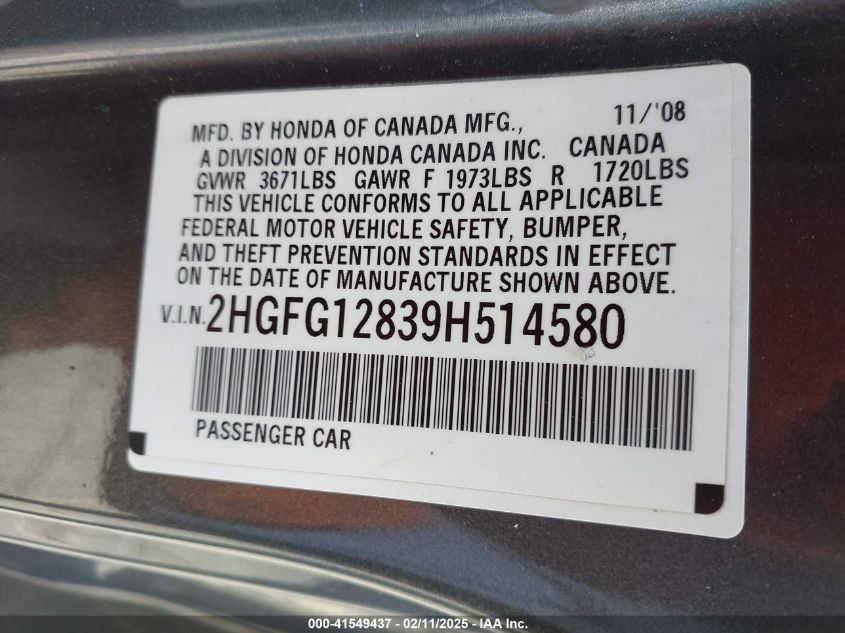 11/'08
MFD. BY HONDA OF CANADA MFG.,
A DIVISION OF HONDA CANADA INC. CANADA
GVWR 3671LBS GAWR F 1973LBS R 1720LBS
THIS VEHICLE CONFORMS TO ALL APPLICABLE
FEDERAL MOTOR VEHICLE SAFETY, BUMPER,
AND THEFT PREVENTION STANDARDS IN EFFECT
ON THE DATE OF MANUFACTURE SHOWN ABOVE.
V.I.N. 2HGFG12839H514580
PASSENGER CAR
000-41549437 - 02/11/2025 - IAA Inc.